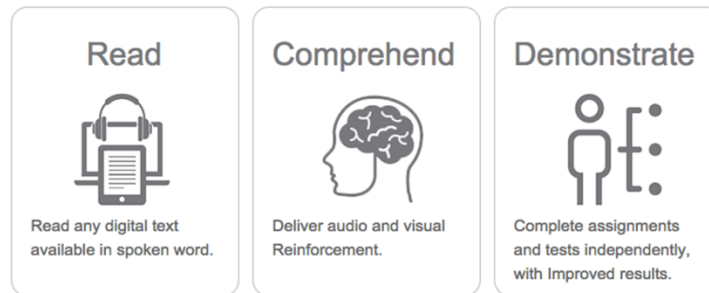 Read
Read any digital text
available in spoken word.
Comprehend
Deliver audio and visual
Reinforcement.
Demonstrate
Complete assignments
and tests independently,
with Improved results.